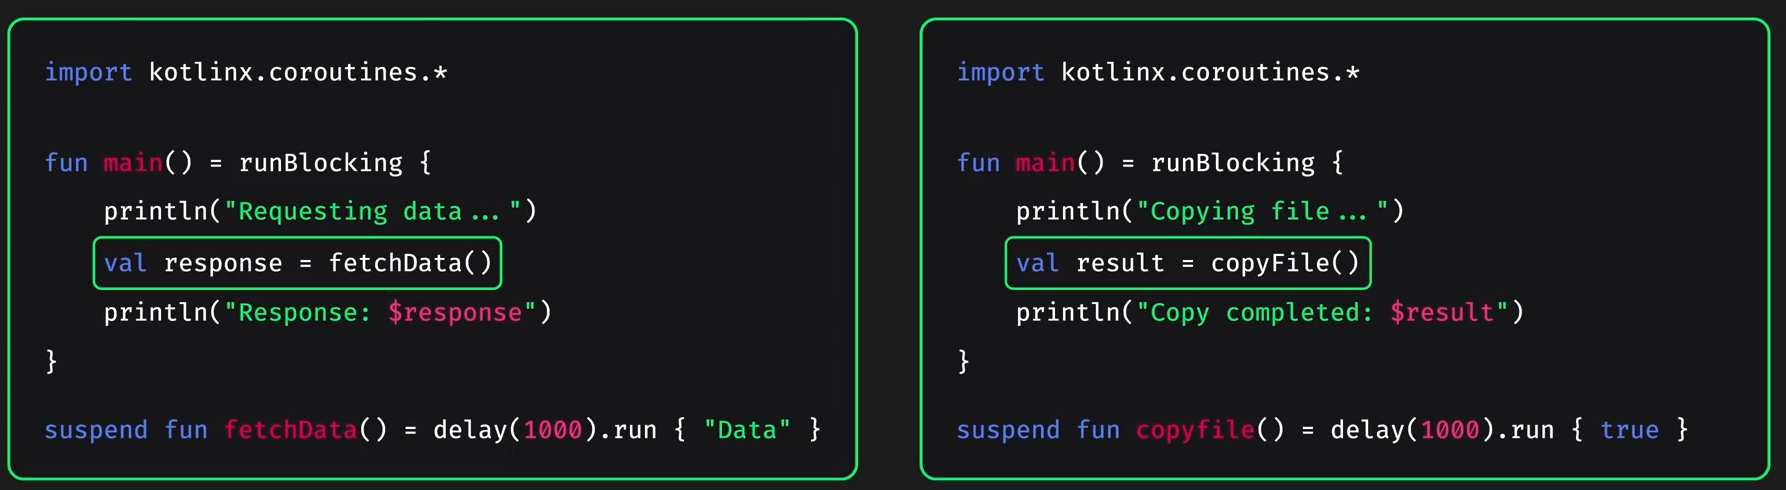 import kotlinx.coroutines.*
fun main() = runBlocking {
    println("Requesting data...")
    val response = fetchData()
    println("Response: $response")
}
suspend fun fetchData() = delay(1000).run { "Data" }
import kotlinx.coroutines.*
fun main() = runBlocking {
    println("Copying file...")
    val result = copyFile()
    println("Copy completed: $result")
}
suspend fun copyfile() = delay(1000).run { true }